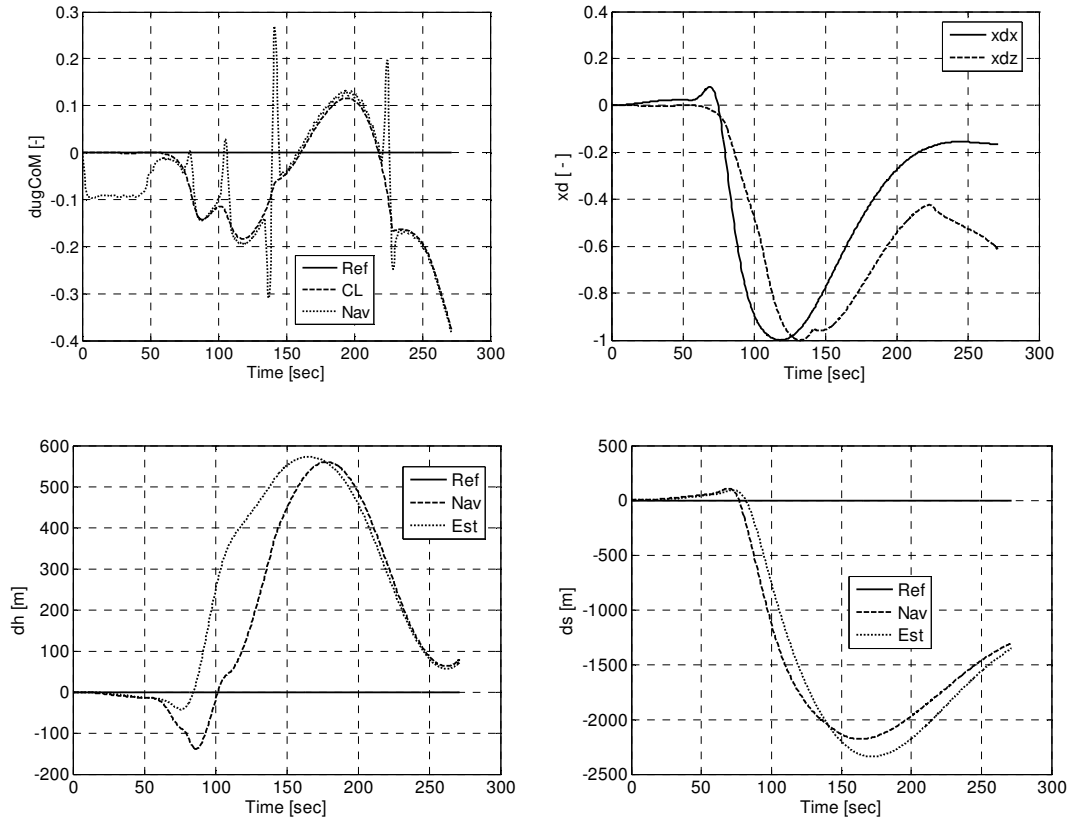 0.3
0.2
0.1
0
-0.1
-0.2
-0.3
-0.4
dugCoM [-]
Ref
CL
Nav
0 50 100 150 200 250 300
Time [sec]
0.4
0.2
0
-0.2
-0.4
-0.6
-0.8
-1
xd [ - ]
xdx
xdz
0 50 100 150 200 250 300
Time [sec]
600
500
400
300
200
100
0
-100
-200
dh [m]
Ref
Nav
Est
0 50 100 150 200 250 300
Time [sec]
500
0
-500
-1000
-1500
-2000
-2500
ds [m]
Ref
Nav
Est
0 50 100 150 200 250 300
Time [sec]